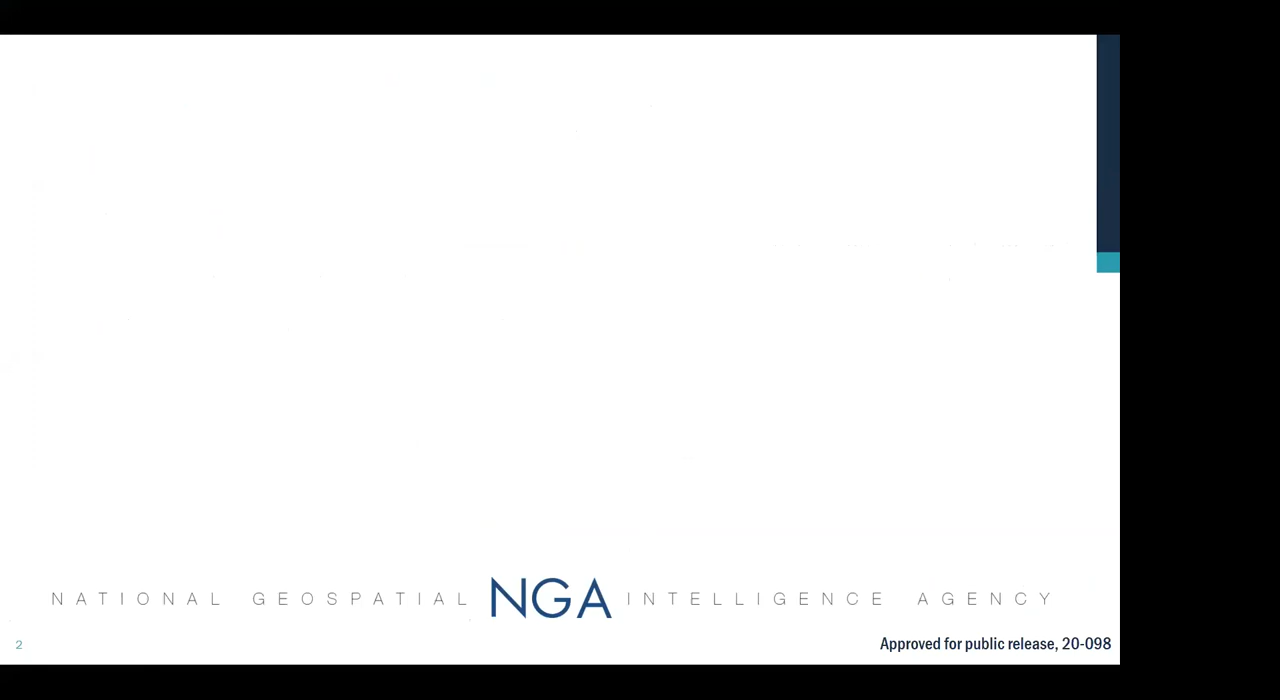 NATIONAL GEOSPATIAL NGA INTELLIGENCE AGENCY
2
Approved for public release, 20-098